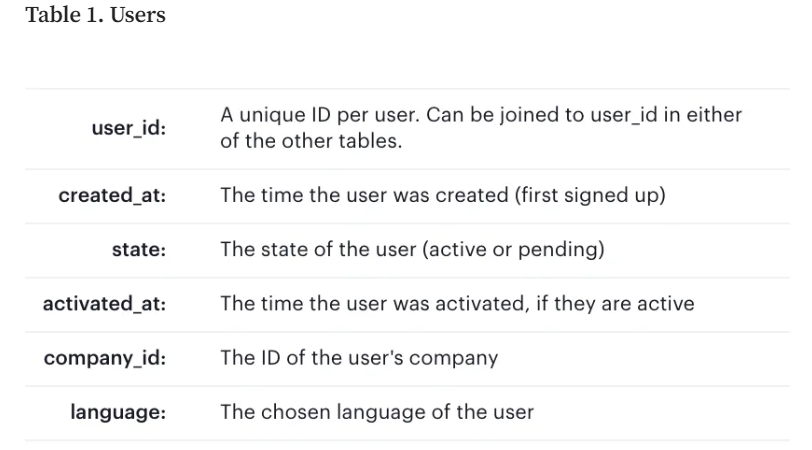 Table 1. Users
user_id: A unique ID per user. Can be joined to user_id in either
of the other tables.
created_at: The time the user was created (first signed up)
state: The state of the user (active or pending)
activated_at: The time the user was activated, if they are active
company_id: The ID of the user's company
language: The chosen language of the user